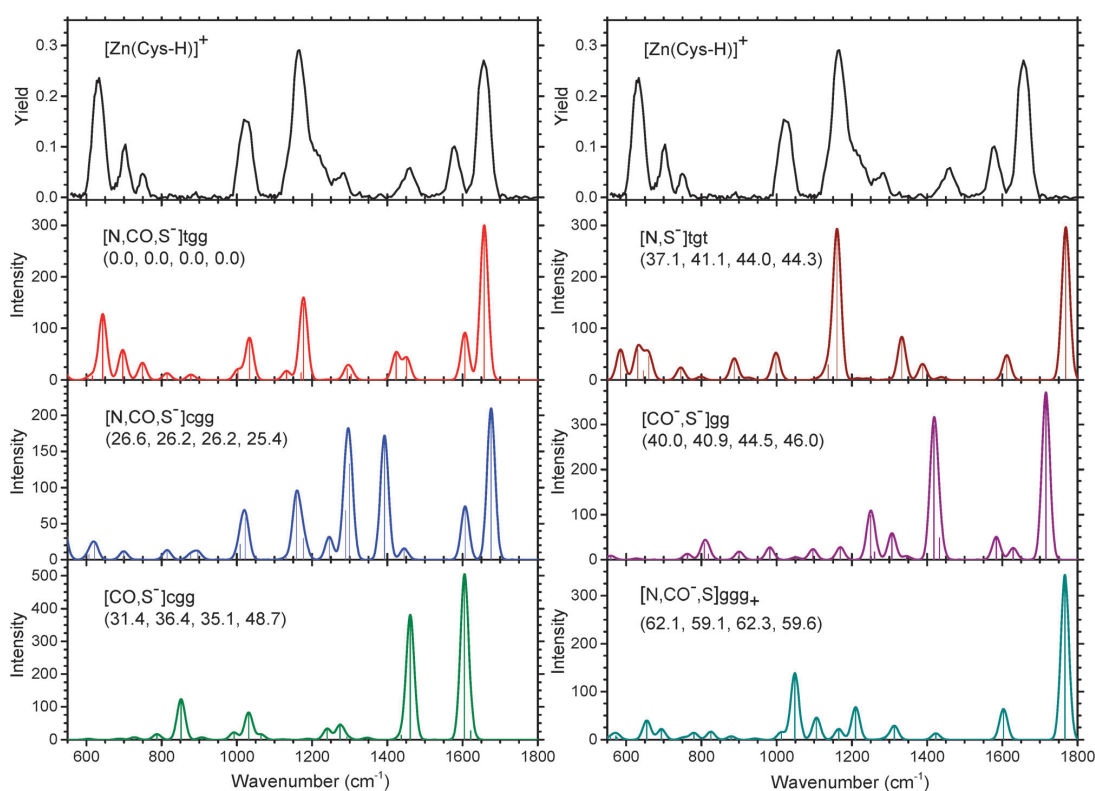 [Zn(Cys-H)]⁺
Yield
0.3
0.2
0.1
0.0
[N,CO,S⁻]tgg
(0.0, 0.0, 0.0, 0.0)
Intensity
300
200
100
0
[N,CO,S⁻]cgg
(26.6, 26.2, 26.2, 25.4)
Intensity
200
150
100
50
0
[CO,S⁻]cgg
(31.4, 36.4, 35.1, 48.7)
Intensity
500
400
300
200
100
0
600 800 1000 1200 1400 1600 1800
Wavenumber (cm⁻¹)
[Zn(Cys-H)]⁺
Yield
0.3
0.2
0.1
0.0
[N,S⁻]tgt
(37.1, 41.1, 44.0, 44.3)
Intensity
300
200
100
0
[CO⁻,S⁻]gg
(40.0, 40.9, 44.5, 46.0)
Intensity
300
200
100
0
[N,CO⁻,S]ggg₊
(62.1, 59.1, 62.3, 59.6)
Intensity
300
200
100
0
600 800 1000 1200 1400 1600 1800
Wavenumber (cm⁻¹)